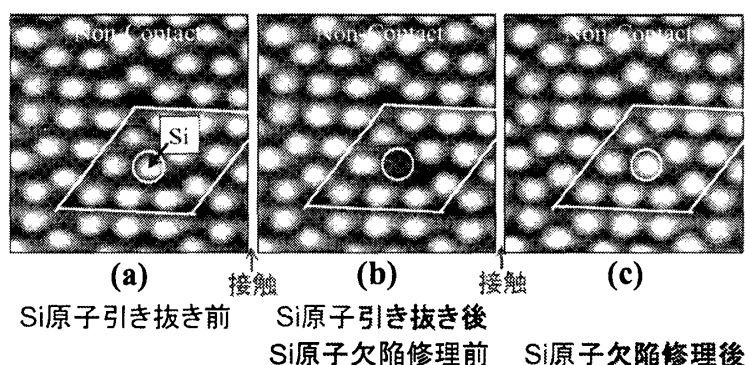 Non-Contact Non-Contact Non-Contact
Si
(a) (b) (c)
接触 接触
Si原子引き抜き前 Si原子引き抜き後
Si原子欠陥修理前 Si原子欠陥修理後